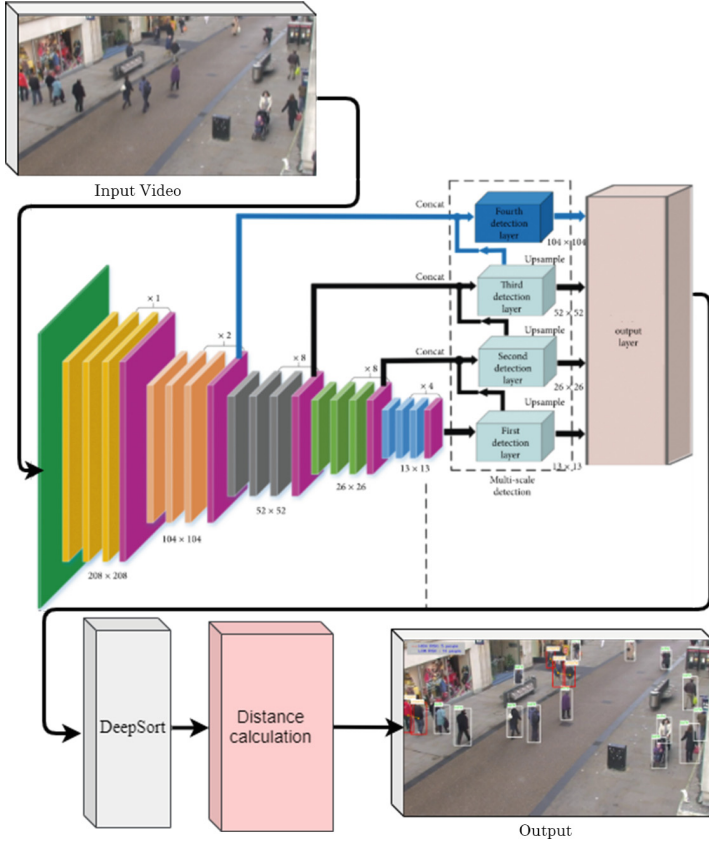 Input Video
Concat
Fourth
detection
layer
104 × 104
Upsample
Concat
Third
detection
layer
52 × 52
Upsample
Concat
Second
detection
layer
26 × 26
Upsample
First
detection
layer
13 × 13
Multi-scale
detection
output
layer
× 1
× 2
× 8
× 8
× 4
208 × 208
104 × 104
52 × 52
26 × 26
13 × 13
DeepSort
Distance
calculation
Output